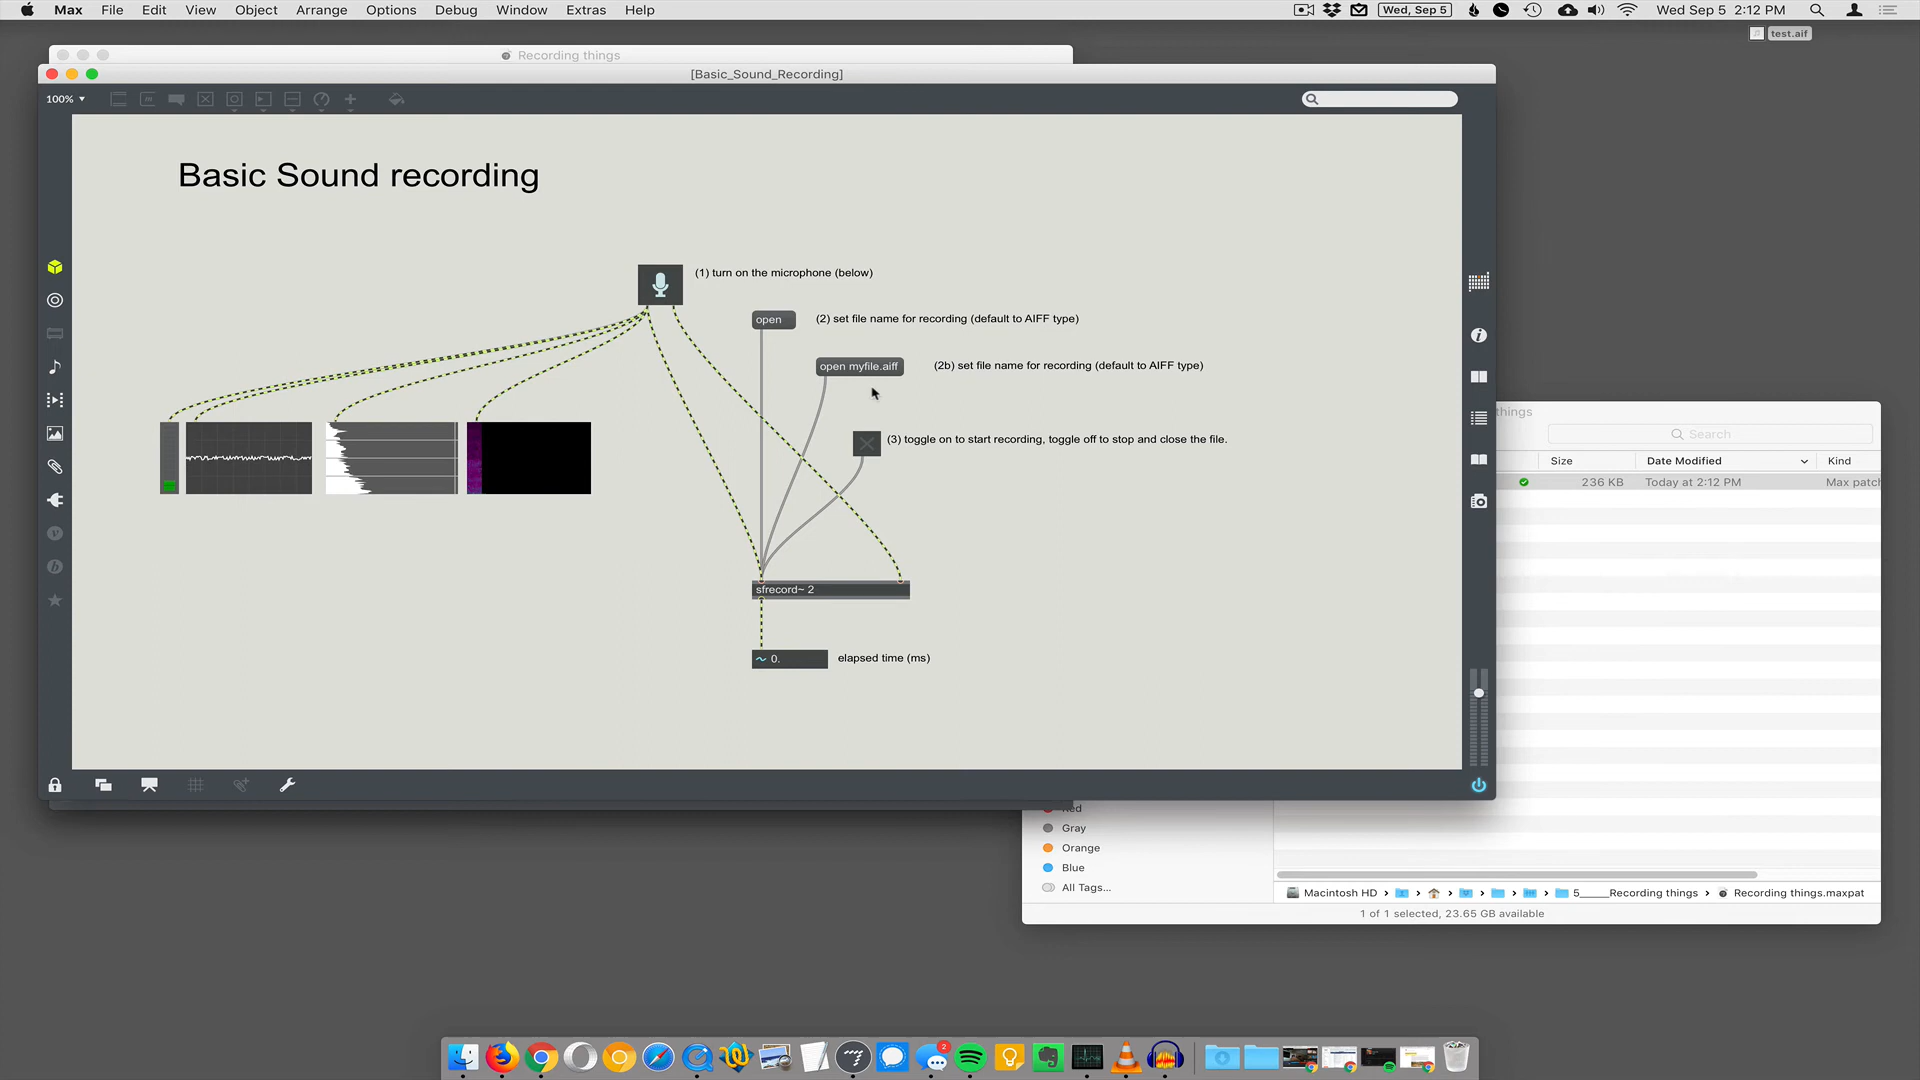 Max File Edit View Object Arrange Options Debug Window Extras Help
Wed, Sep 5
Wed Sep 5 2:12 PM
test.aif
Recording things
[Basic_Sound_Recording]
100%
Basic Sound recording
(1) turn on the microphone (below)
open
(2) set file name for recording (default to AIFF type)
open myfile.aiff
(2b) set file name for recording (default to AIFF type)
(3) toggle on to start recording, toggle off to stop and close the file.
sfrecord~ 2
~ 0.
elapsed time (ms)
things
Search
Size Date Modified Kind
236 KB Today at 2:12 PM Max patc
Red
Gray
Orange
Blue
All Tags...
Macintosh HD › › › › › › 5_____Recording things › Recording things.maxpat
1 of 1 selected, 23.65 GB available
2